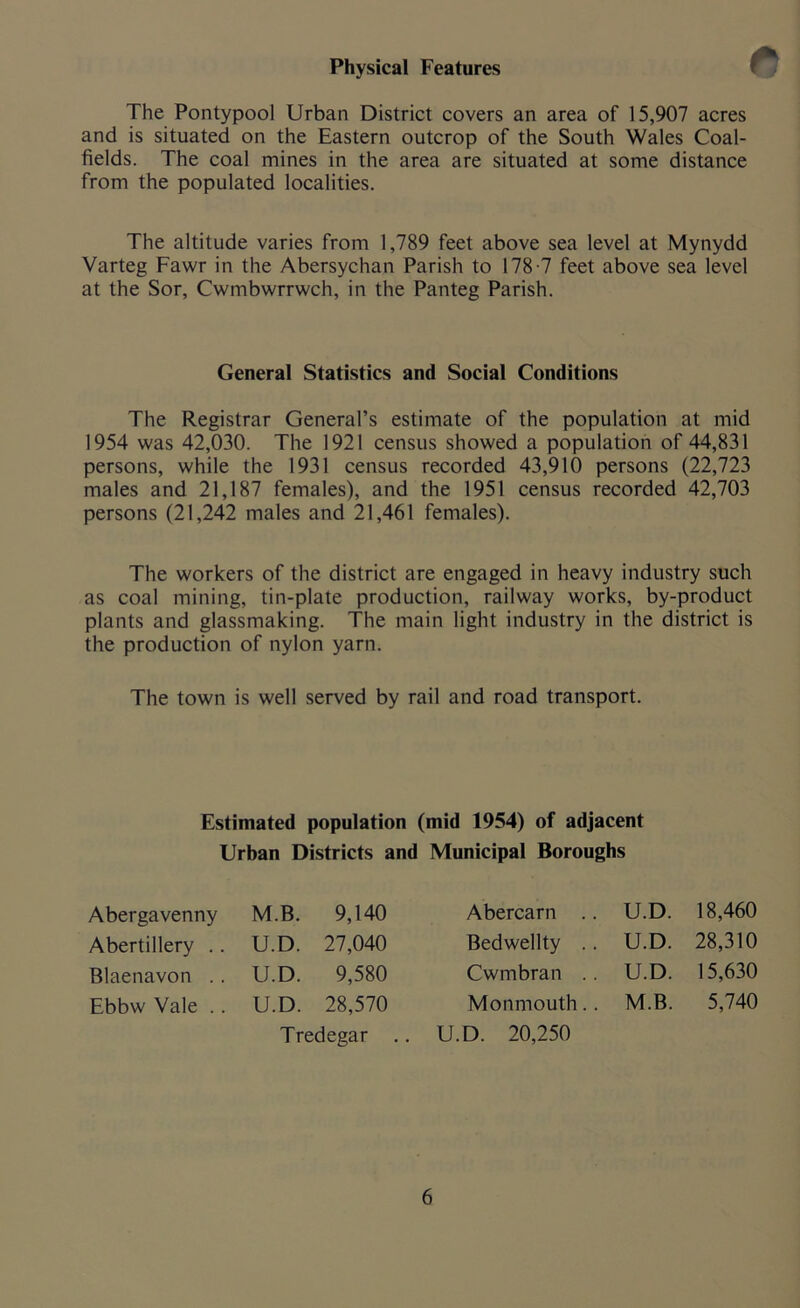 Physical Features
The Pontypool Urban District covers an area of 15,907 acres
and is situated on the Eastern outcrop of the South Wales Coal-
fields. The coal mines in the area are situated at some distance
from the populated localities.
The altitude varies from 1,789 feet above sea level at Mynydd
Varteg Fawr in the Abersychan Parish to 178·7 feet above sea level
at the Sor, Cwmbwrrwch, in the Panteg Parish.
General Statistics and Social Conditions
The Registrar General's estimate of the population at mid
1954 was 42,030. The 1921 census showed a population of 44,831
persons, while the 1931 census recorded 43,910 persons (22,723
males and 21,187 females), and the 1951 census recorded 42,703
persons (21,242 males and 21,461 females).
The workers of the district are engaged in heavy industry such
as coal mining, tin-plate production, railway works, by-product
plants and glassmaking. The main light industry in the district is
the production of nylon yarn.
The town is well served by rail and road transport.
Estimated population (mid 1954) of adjacent
Urban Districts and Municipal Boroughs
Abergavenny M.B. 9,140 Abercarn .. U.D. 18,460
Abertillery .. U.D. 27,040 Bedwellty .. U.D. 28,310
Blaenavon .. U.D. 9,580 Cwmbran .. U.D. 15,630
Ebbw Vale .. U.D. 28,570 Monmouth.. M.B. 5,740
Tredegar .. U.D. 20,250
6